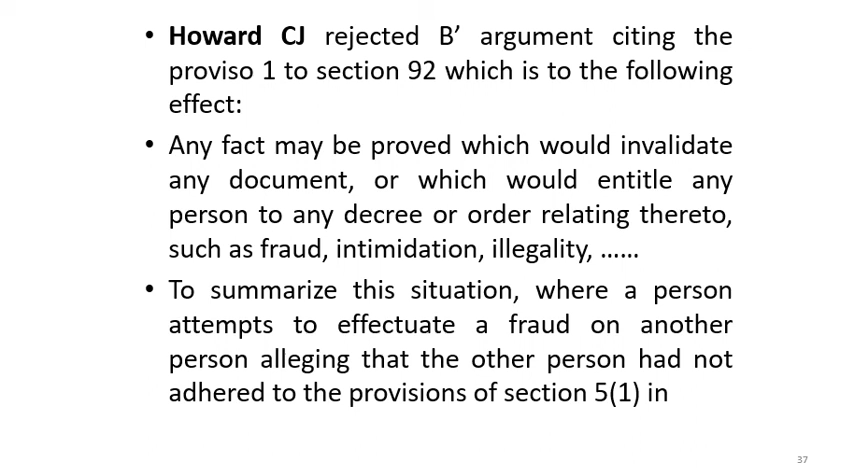 • Howard CJ rejected B’ argument citing the
proviso 1 to section 92 which is to the following
effect:
• Any fact may be proved which would invalidate
any document, or which would entitle any
person to any decree or order relating thereto,
such as fraud, intimidation, illegality, ......
• To summarize this situation, where a person
attempts to effectuate a fraud on another
person alleging that the other person had not
adhered to the provisions of section 5(1) in
37